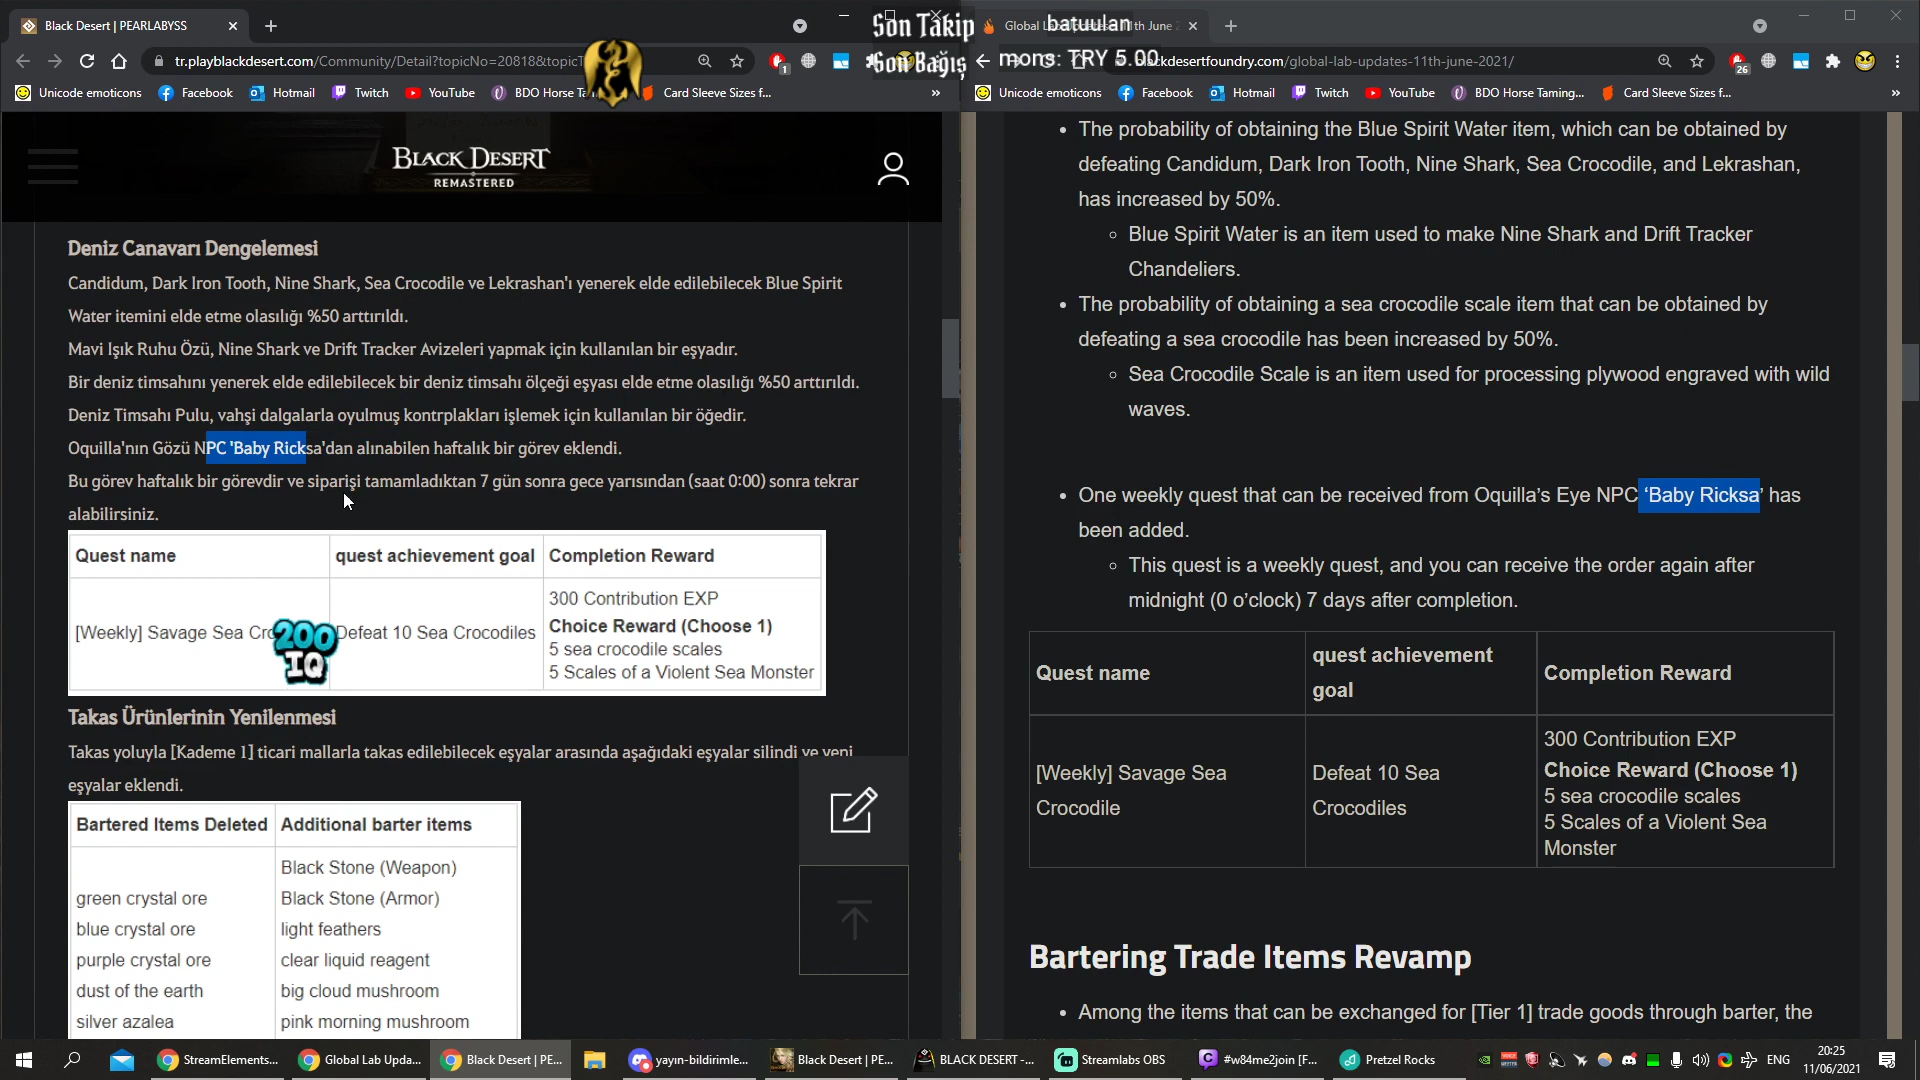 Black Desert | PEARLABYSS
Global L
11th June 2
Son Takip
batuulan
Son Bağış
mons: TRY 5.00
tr.playblackdesert.com/Community/Detail?topicNo=20818&topicT
blackdesertfoundry.com/global-lab-updates-11th-june-2021/
1
26
Unicode emoticons
Facebook
Hotmail
Twitch
YouTube
BDO Horse Ta
Card Sleeve Sizes f...
»
Unicode emoticons
Facebook
Hotmail
Twitch
YouTube
BDO Horse Taming...
Card Sleeve Sizes f...
»
BLACK DESERT
REMASTERED
Deniz Canavarı Dengelemesi
Candidum, Dark Iron Tooth, Nine Shark, Sea Crocodile ve Lekrashan'ı yenerek elde edilebilecek Blue Spirit
Water itemini elde etme olasılığı %50 arttırıldı.
Mavi Işık Ruhu Özü, Nine Shark ve Drift Tracker Avizeleri yapmak için kullanılan bir eşyadır.
Bir deniz timsahını yenerek elde edilebilecek bir deniz timsahı ölçeği eşyası elde etme olasılığı %50 arttırıldı.
Deniz Timsahı Pulu, vahşi dalgalarla oyulmuş kontrplakları işlemek için kullanılan bir öğedir.
Oquilla'nın Gözü NPC 'Baby Ricksa'dan alınabilen haftalık bir görev eklendi.
Bu görev haftalık bir görevdir ve siparişi tamamladıktan 7 gün sonra gece yarısından (saat 0:00) sonra tekrar
alabilirsiniz.
Quest name
quest achievement goal
Completion Reward
[Weekly] Savage Sea Cro
200
IQ
Defeat 10 Sea Crocodiles
300 Contribution EXP
Choice Reward (Choose 1)
5 sea crocodile scales
5 Scales of a Violent Sea Monster
Takas Ürünlerinin Yenilenmesi
Takas yoluyla [Kademe 1] ticari mallarla takas edilebilecek eşyalar arasında aşağıdaki eşyalar silindi ve yeni
eşyalar eklendi.
Bartered Items Deleted
Additional barter items
green crystal ore
blue crystal ore
purple crystal ore
dust of the earth
silver azalea
Black Stone (Weapon)
Black Stone (Armor)
light feathers
clear liquid reagent
big cloud mushroom
pink morning mushroom
The probability of obtaining the Blue Spirit Water item, which can be obtained by
defeating Candidum, Dark Iron Tooth, Nine Shark, Sea Crocodile, and Lekrashan,
has increased by 50%.
Blue Spirit Water is an item used to make Nine Shark and Drift Tracker
Chandeliers.
The probability of obtaining a sea crocodile scale item that can be obtained by
defeating a sea crocodile has been increased by 50%.
Sea Crocodile Scale is an item used for processing plywood engraved with wild
waves.
One weekly quest that can be received from Oquilla's Eye NPC ‘Baby Ricksa’ has
been added.
This quest is a weekly quest, and you can receive the order again after
midnight (0 o'clock) 7 days after completion.
Quest name
quest achievement
goal
Completion Reward
[Weekly] Savage Sea
Crocodile
Defeat 10 Sea
Crocodiles
300 Contribution EXP
Choice Reward (Choose 1)
5 sea crocodile scales
5 Scales of a Violent Sea
Monster
Bartering Trade Items Revamp
Among the items that can be exchanged for [Tier 1] trade goods through barter, the
StreamElements...
Global Lab Upda...
Black Desert | PE...
yayın-bildirimle...
Black Desert | PE...
BLACK DESERT -...
Streamlabs OBS
#w84me2join [F...
Pretzel Rocks
ENG
20:25
11/06/2021